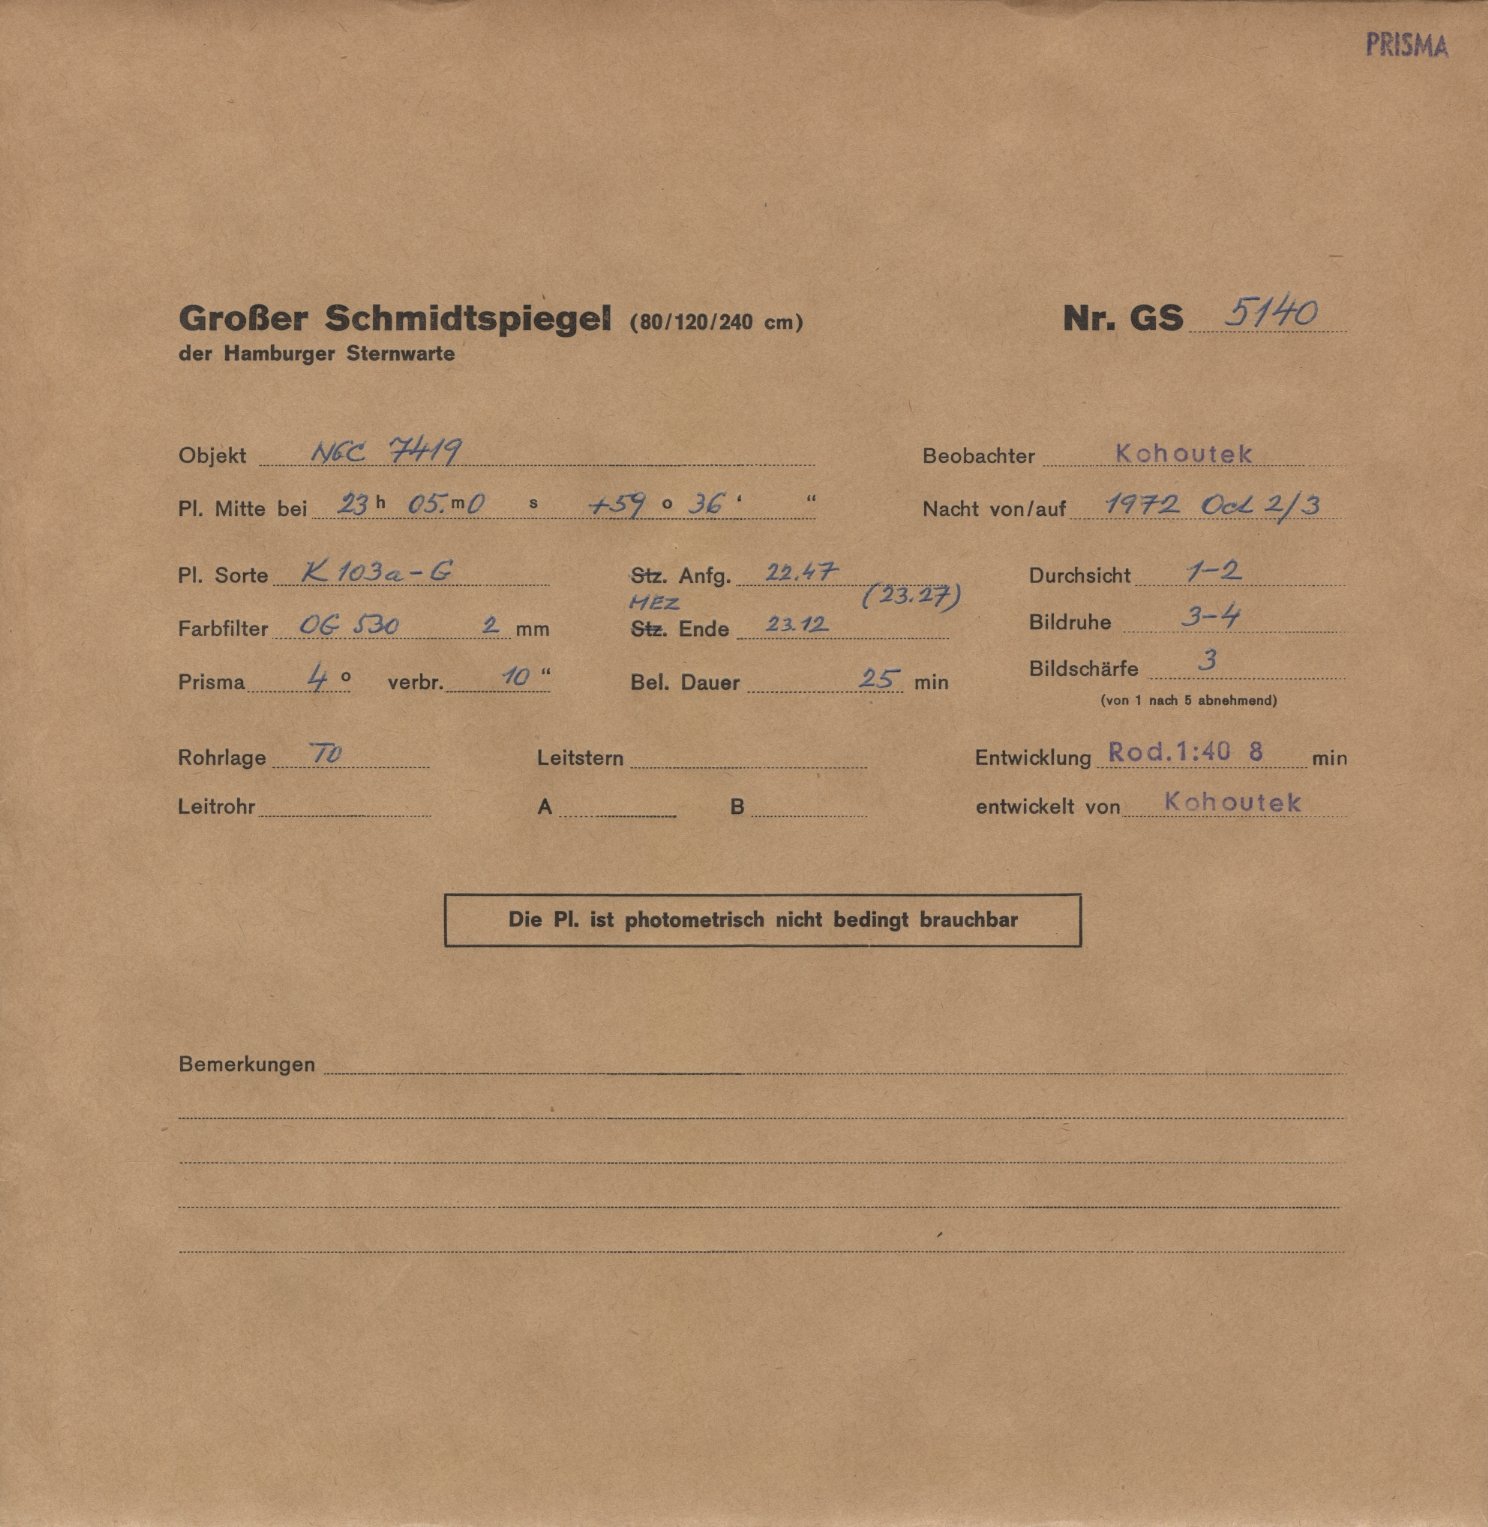 PRISMA
Großer Schmidtspiegel (80/120/240 cm) Nr. GS 5140
der Hamburger Sternwarte
Objekt NGC 7419 Beobachter Kohoutek
Pl. Mitte bei 23 h 05. m 0 s +59 o 36 ‘ “ Nacht von/auf 1972 Oct 2/3
Pl. Sorte K 103a-G Stz. Anfg. 22.47 Durchsicht 1-2
MEZ (23.27)
Farbfilter OG 530 2 mm Stz. Ende 23.12 Bildruhe 3-4
Prisma 4 o verbr. 10 “ Bel. Dauer 25 min Bildschärfe 3
(von 1 nach 5 abnehmend)
Rohrlage TO Leitstern Entwicklung Rod.1:40 8 min
Leitrohr A B entwickelt von Kohoutek
Die Pl. ist photometrisch nicht bedingt brauchbar
Bemerkungen